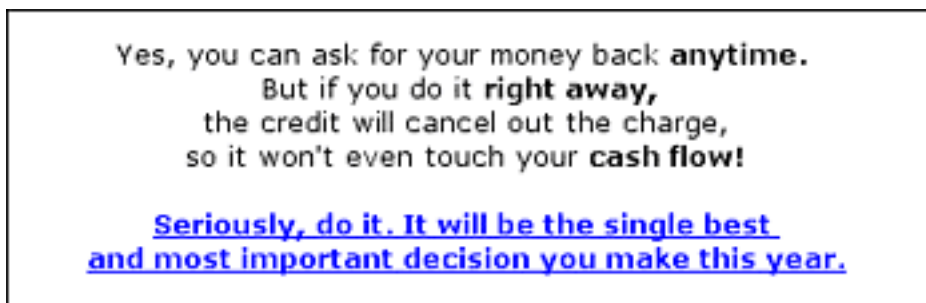 Yes, you can ask for your money back anytime.
But if you do it right away,
the credit will cancel out the charge,
so it won't even touch your cash flow!
Seriously, do it. It will be the single best
and most important decision you make this year.